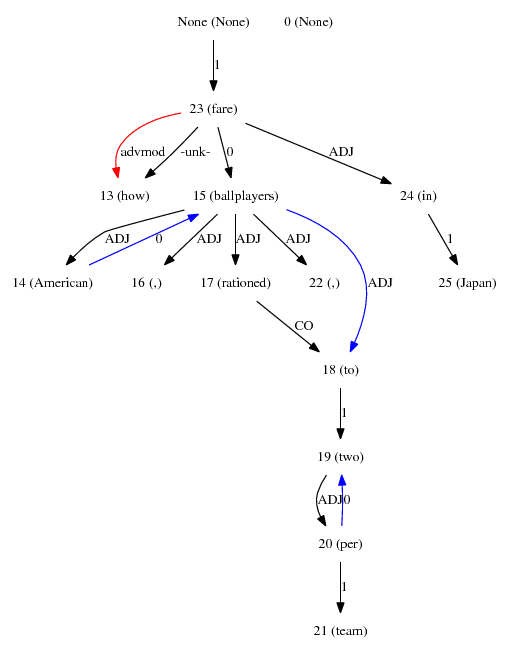 None (None) 0 (None)
1
23 (fare)
advmod -unk- 0 ADJ
13 (how) 15 (ballplayers) 24 (in)
ADJ 0 ADJ ADJ ADJ 1
14 (American) 16 (,) 17 (rationed) 22 (,) ADJ 25 (Japan)
CO
18 (to)
1
19 (two)
ADJ 0
20 (per)
1
21 (team)